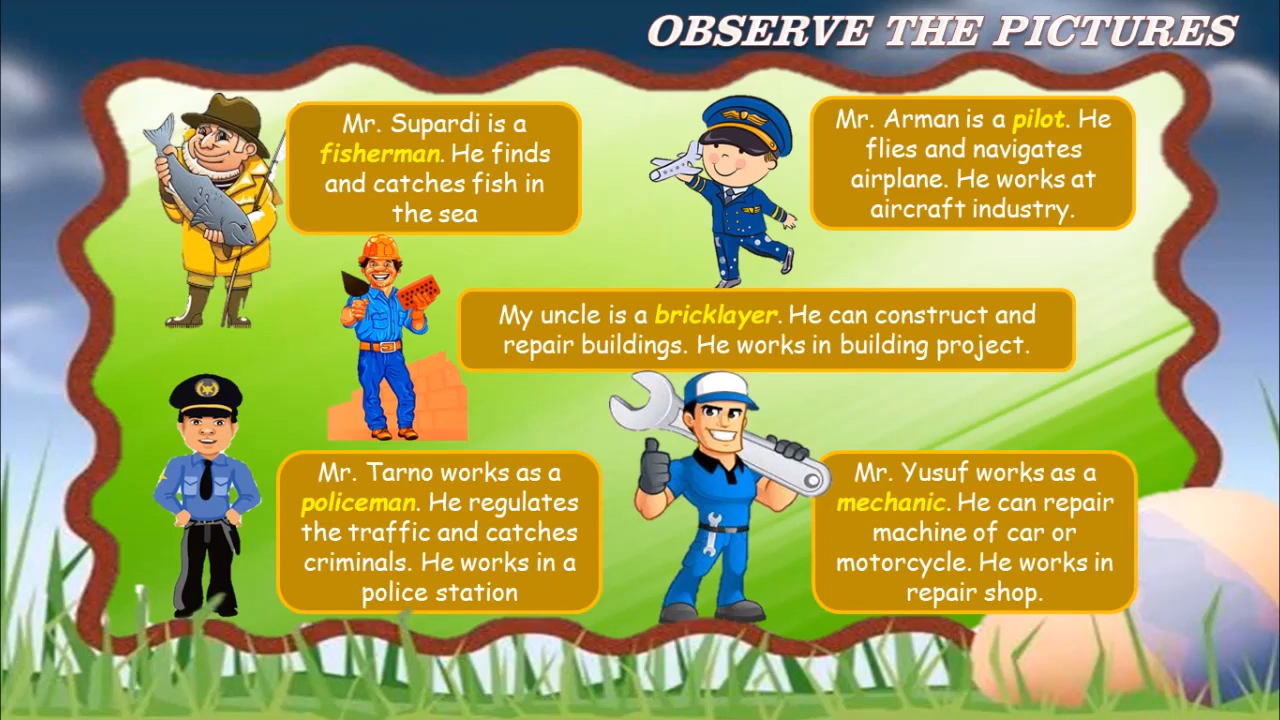 OBSERVE THE PICTURES
Mr. Supardi is a
fisherman. He finds
and catches fish in
the sea
Mr. Arman is a pilot. He
flies and navigates
airplane. He works at
aircraft industry.
My uncle is a bricklayer. He can construct and
repair buildings. He works in building project.
Mr. Tarno works as a
policeman. He regulates
the traffic and catches
criminals. He works in a
police station
Mr. Yusuf works as a
mechanic. He can repair
machine of car or
motorcycle. He works in
repair shop.